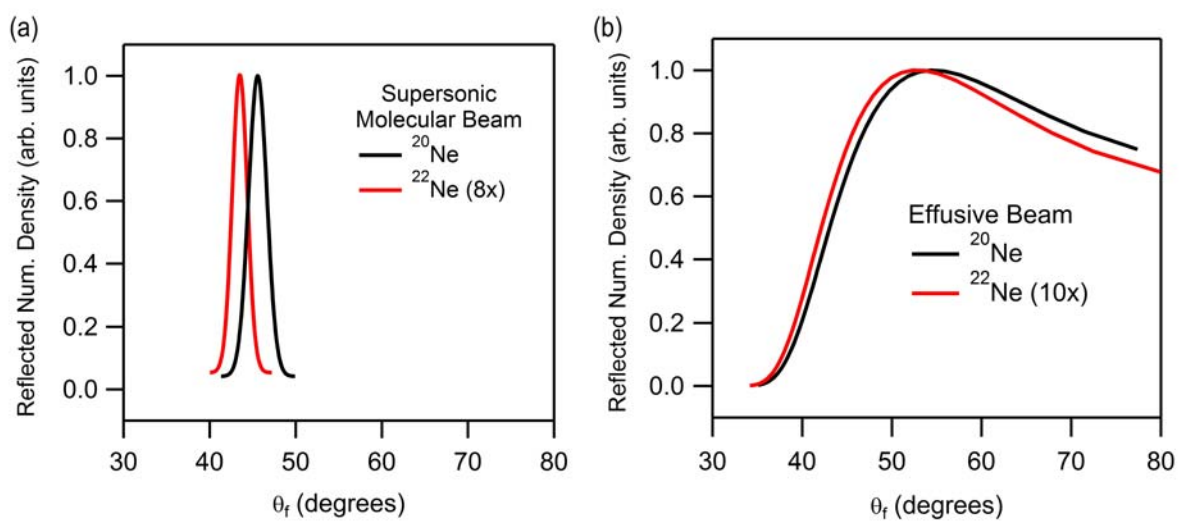 (a)
Reflected Num. Density (arb. units)
1.0
0.8
0.6
0.4
0.2
0.0
Supersonic
Molecular Beam
²⁰Ne
²²Ne (8x)
30 40 50 60 70 80
θf (degrees)
(b)
Reflected Num. Density (arb. units)
1.0
0.8
0.6
0.4
0.2
0.0
Effusive Beam
²⁰Ne
²²Ne (10x)
30 40 50 60 70 80
θf (degrees)